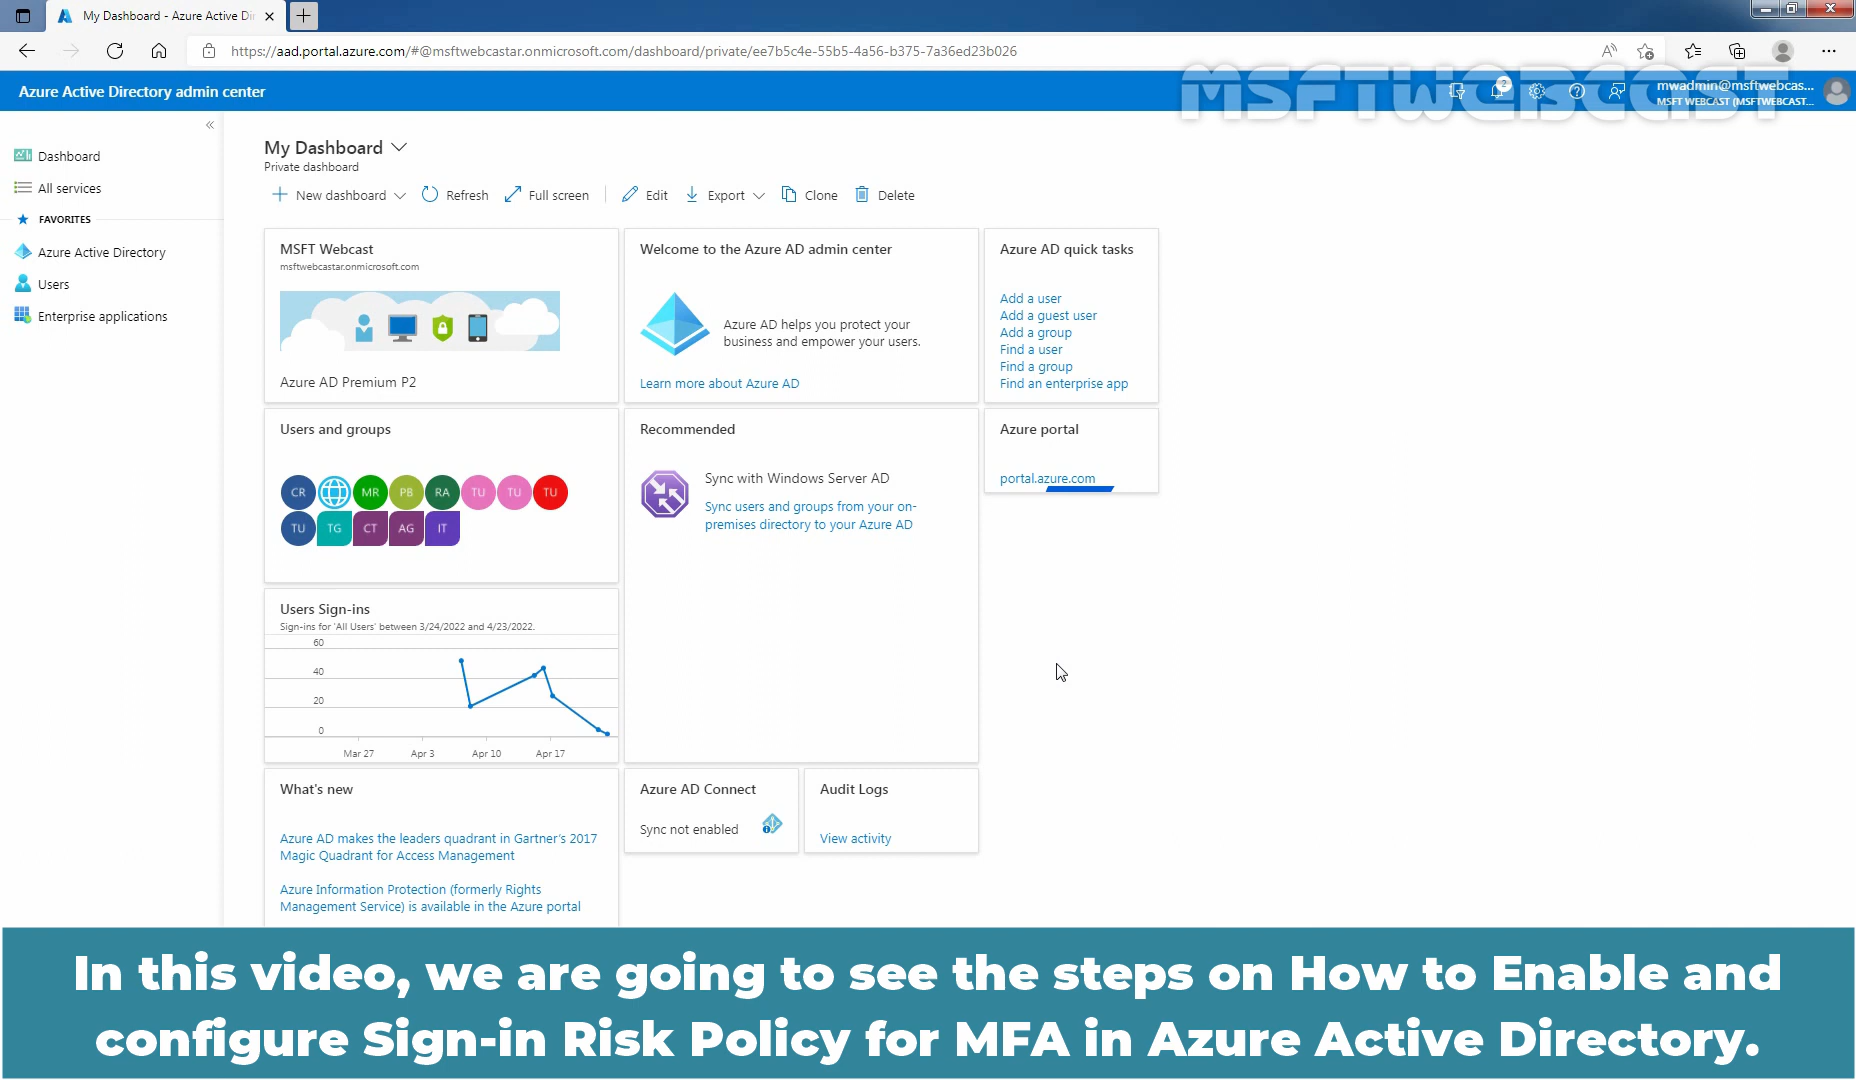 My Dashboard - Azure Active Di
https://aad.portal.azure.com/#@msftwebcastar.onmicrosoft.com/dashboard/private/ee7b5c4e-55b5-4a56-b375-7a36ed23b026
MSFTWEBCAST
Azure Active Directory admin center
2
mwadmin@msftwebcas...
MSFT WEBCAST (MSFTWEBCAST...
Dashboard
All services
FAVORITES
Azure Active Directory
Users
Enterprise applications
My Dashboard
Private dashboard
New dashboard
Refresh
Full screen
Edit
Export
Clone
Delete
MSFT Webcast
msftwebcastar.onmicrosoft.com
Azure AD Premium P2
Welcome to the Azure AD admin center
Azure AD helps you protect your
business and empower your users.
Learn more about Azure AD
Azure AD quick tasks
Add a user
Add a guest user
Add a group
Find a user
Find a group
Find an enterprise app
Users and groups
CR MR PB RA TU TU TU
TU TG CT AG IT
Recommended
Sync with Windows Server AD
Sync users and groups from your on-
premises directory to your Azure AD
Azure portal
portal.azure.com
Users Sign-ins
Sign-ins for 'All Users' between 3/24/2022 and 4/23/2022.
60
40
20
0
Mar 27 Apr 3 Apr 10 Apr 17
What's new
Azure AD makes the leaders quadrant in Gartner's 2017
Magic Quadrant for Access Management
Azure Information Protection (formerly Rights
Management Service) is available in the Azure portal
Azure AD Connect
Sync not enabled
Audit Logs
View activity
In this video, we are going to see the steps on How to Enable and
configure Sign-in Risk Policy for MFA in Azure Active Directory.